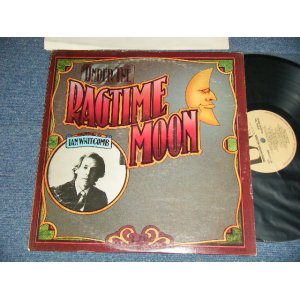 UNDER THE
RAGTIME
MOON
IAN WHITCOMB